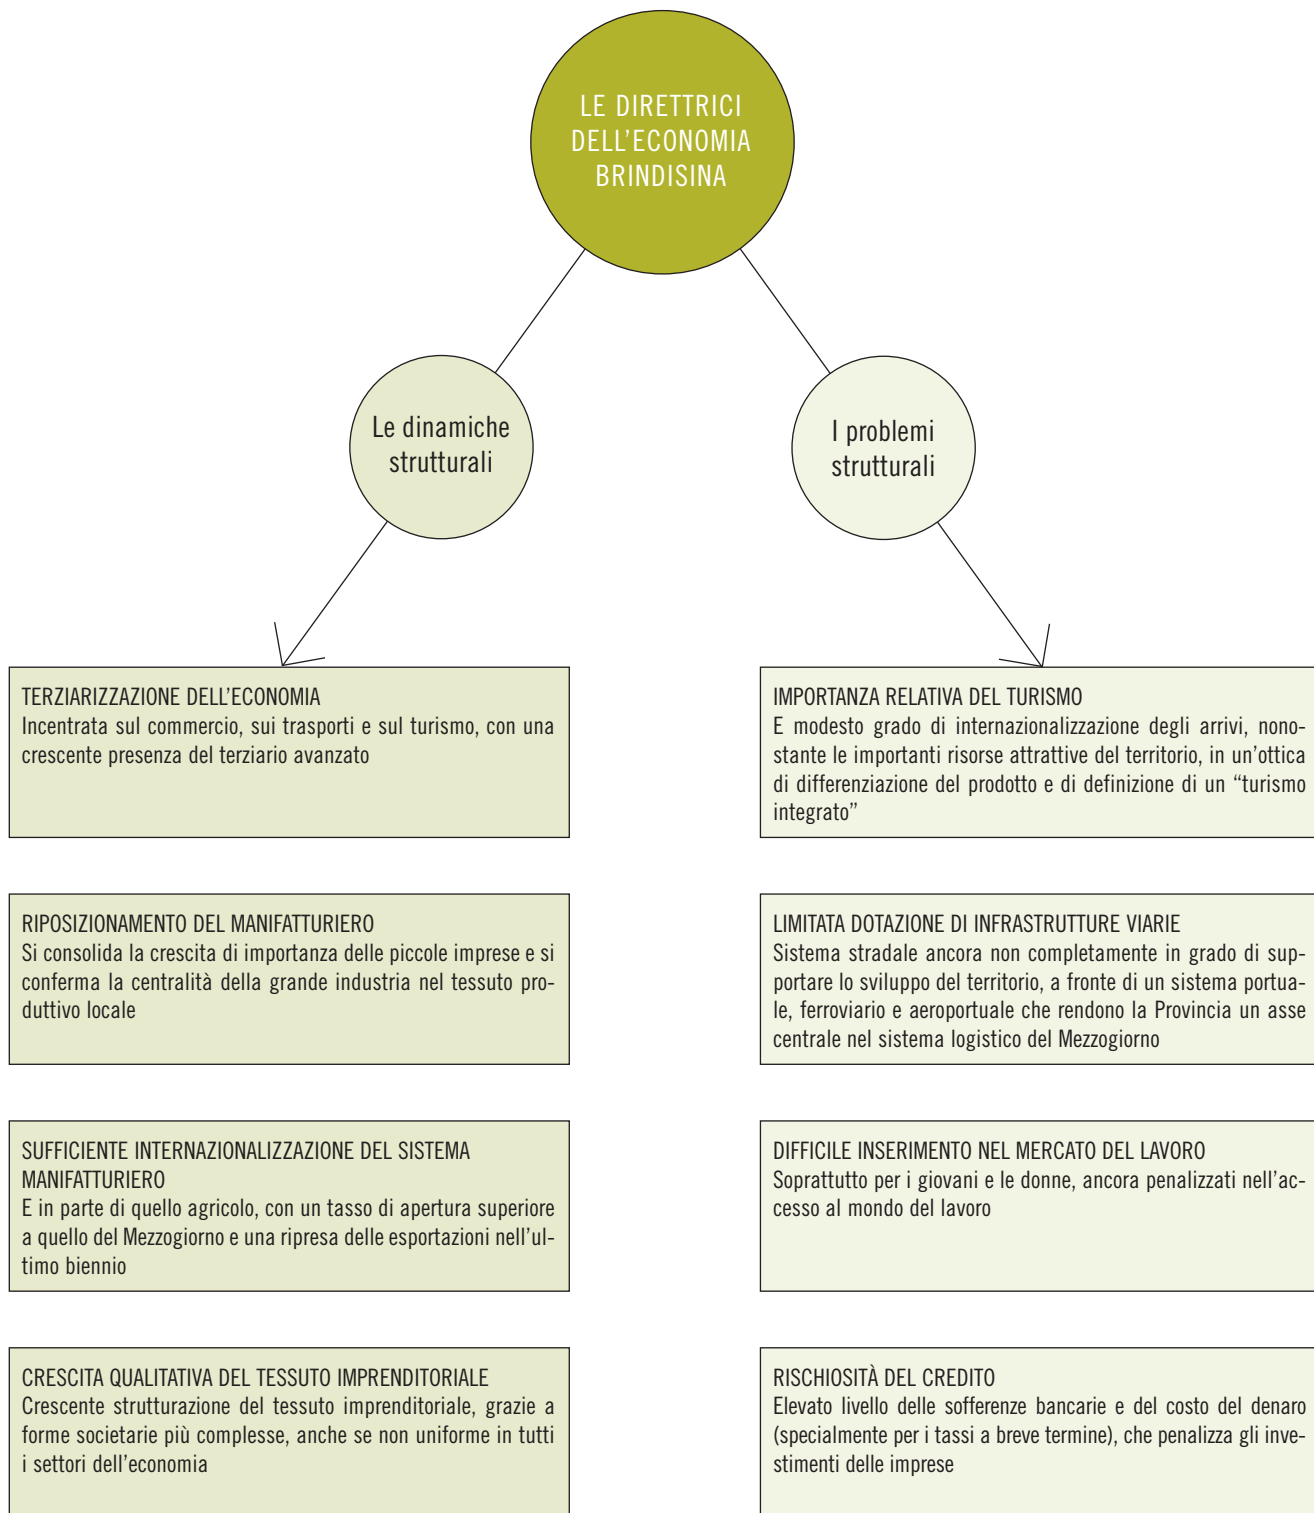 LE DIRETTRICI
DELL'ECONOMIA
BRINDISINA
Le dinamiche
strutturali
I problemi
strutturali
TERZIARIZZAZIONE DELL'ECONOMIA
Incentrata sul commercio, sui trasporti e sul turismo, con una
crescente presenza del terziario avanzato
RIPOSIZIONAMENTO DEL MANIFATTURIERO
Si consolida la crescita di importanza delle piccole imprese e si
conferma la centralità della grande industria nel tessuto pro-
duttivo locale
SUFFICIENTE INTERNAZIONALIZZAZIONE DEL SISTEMA
MANIFATTURIERO
E in parte di quello agricolo, con un tasso di apertura superiore
a quello del Mezzogiorno e una ripresa delle esportazioni nell'ul-
timo biennio
CRESCITA QUALITATIVA DEL TESSUTO IMPRENDITORIALE
Crescente strutturazione del tessuto imprenditoriale, grazie a
forme societarie più complesse, anche se non uniforme in tutti
i settori dell'economia
IMPORTANZA RELATIVA DEL TURISMO
E modesto grado di internazionalizzazione degli arrivi, nono-
stante le importanti risorse attrattive del territorio, in un'ottica
di differenziazione del prodotto e di definizione di un “turismo
integrato”
LIMITATA DOTAZIONE DI INFRASTRUTTURE VIARIE
Sistema stradale ancora non completamente in grado di sup-
portare lo sviluppo del territorio, a fronte di un sistema portua-
le, ferroviario e aeroportuale che rendono la Provincia un asse
centrale nel sistema logistico del Mezzogiorno
DIFFICILE INSERIMENTO NEL MERCATO DEL LAVORO
Soprattutto per i giovani e le donne, ancora penalizzati nell'ac-
cesso al mondo del lavoro
RISCHIOSITÀ DEL CREDITO
Elevato livello delle sofferenze bancarie e del costo del denaro
(specialmente per i tassi a breve termine), che penalizza gli inve-
stimenti delle imprese